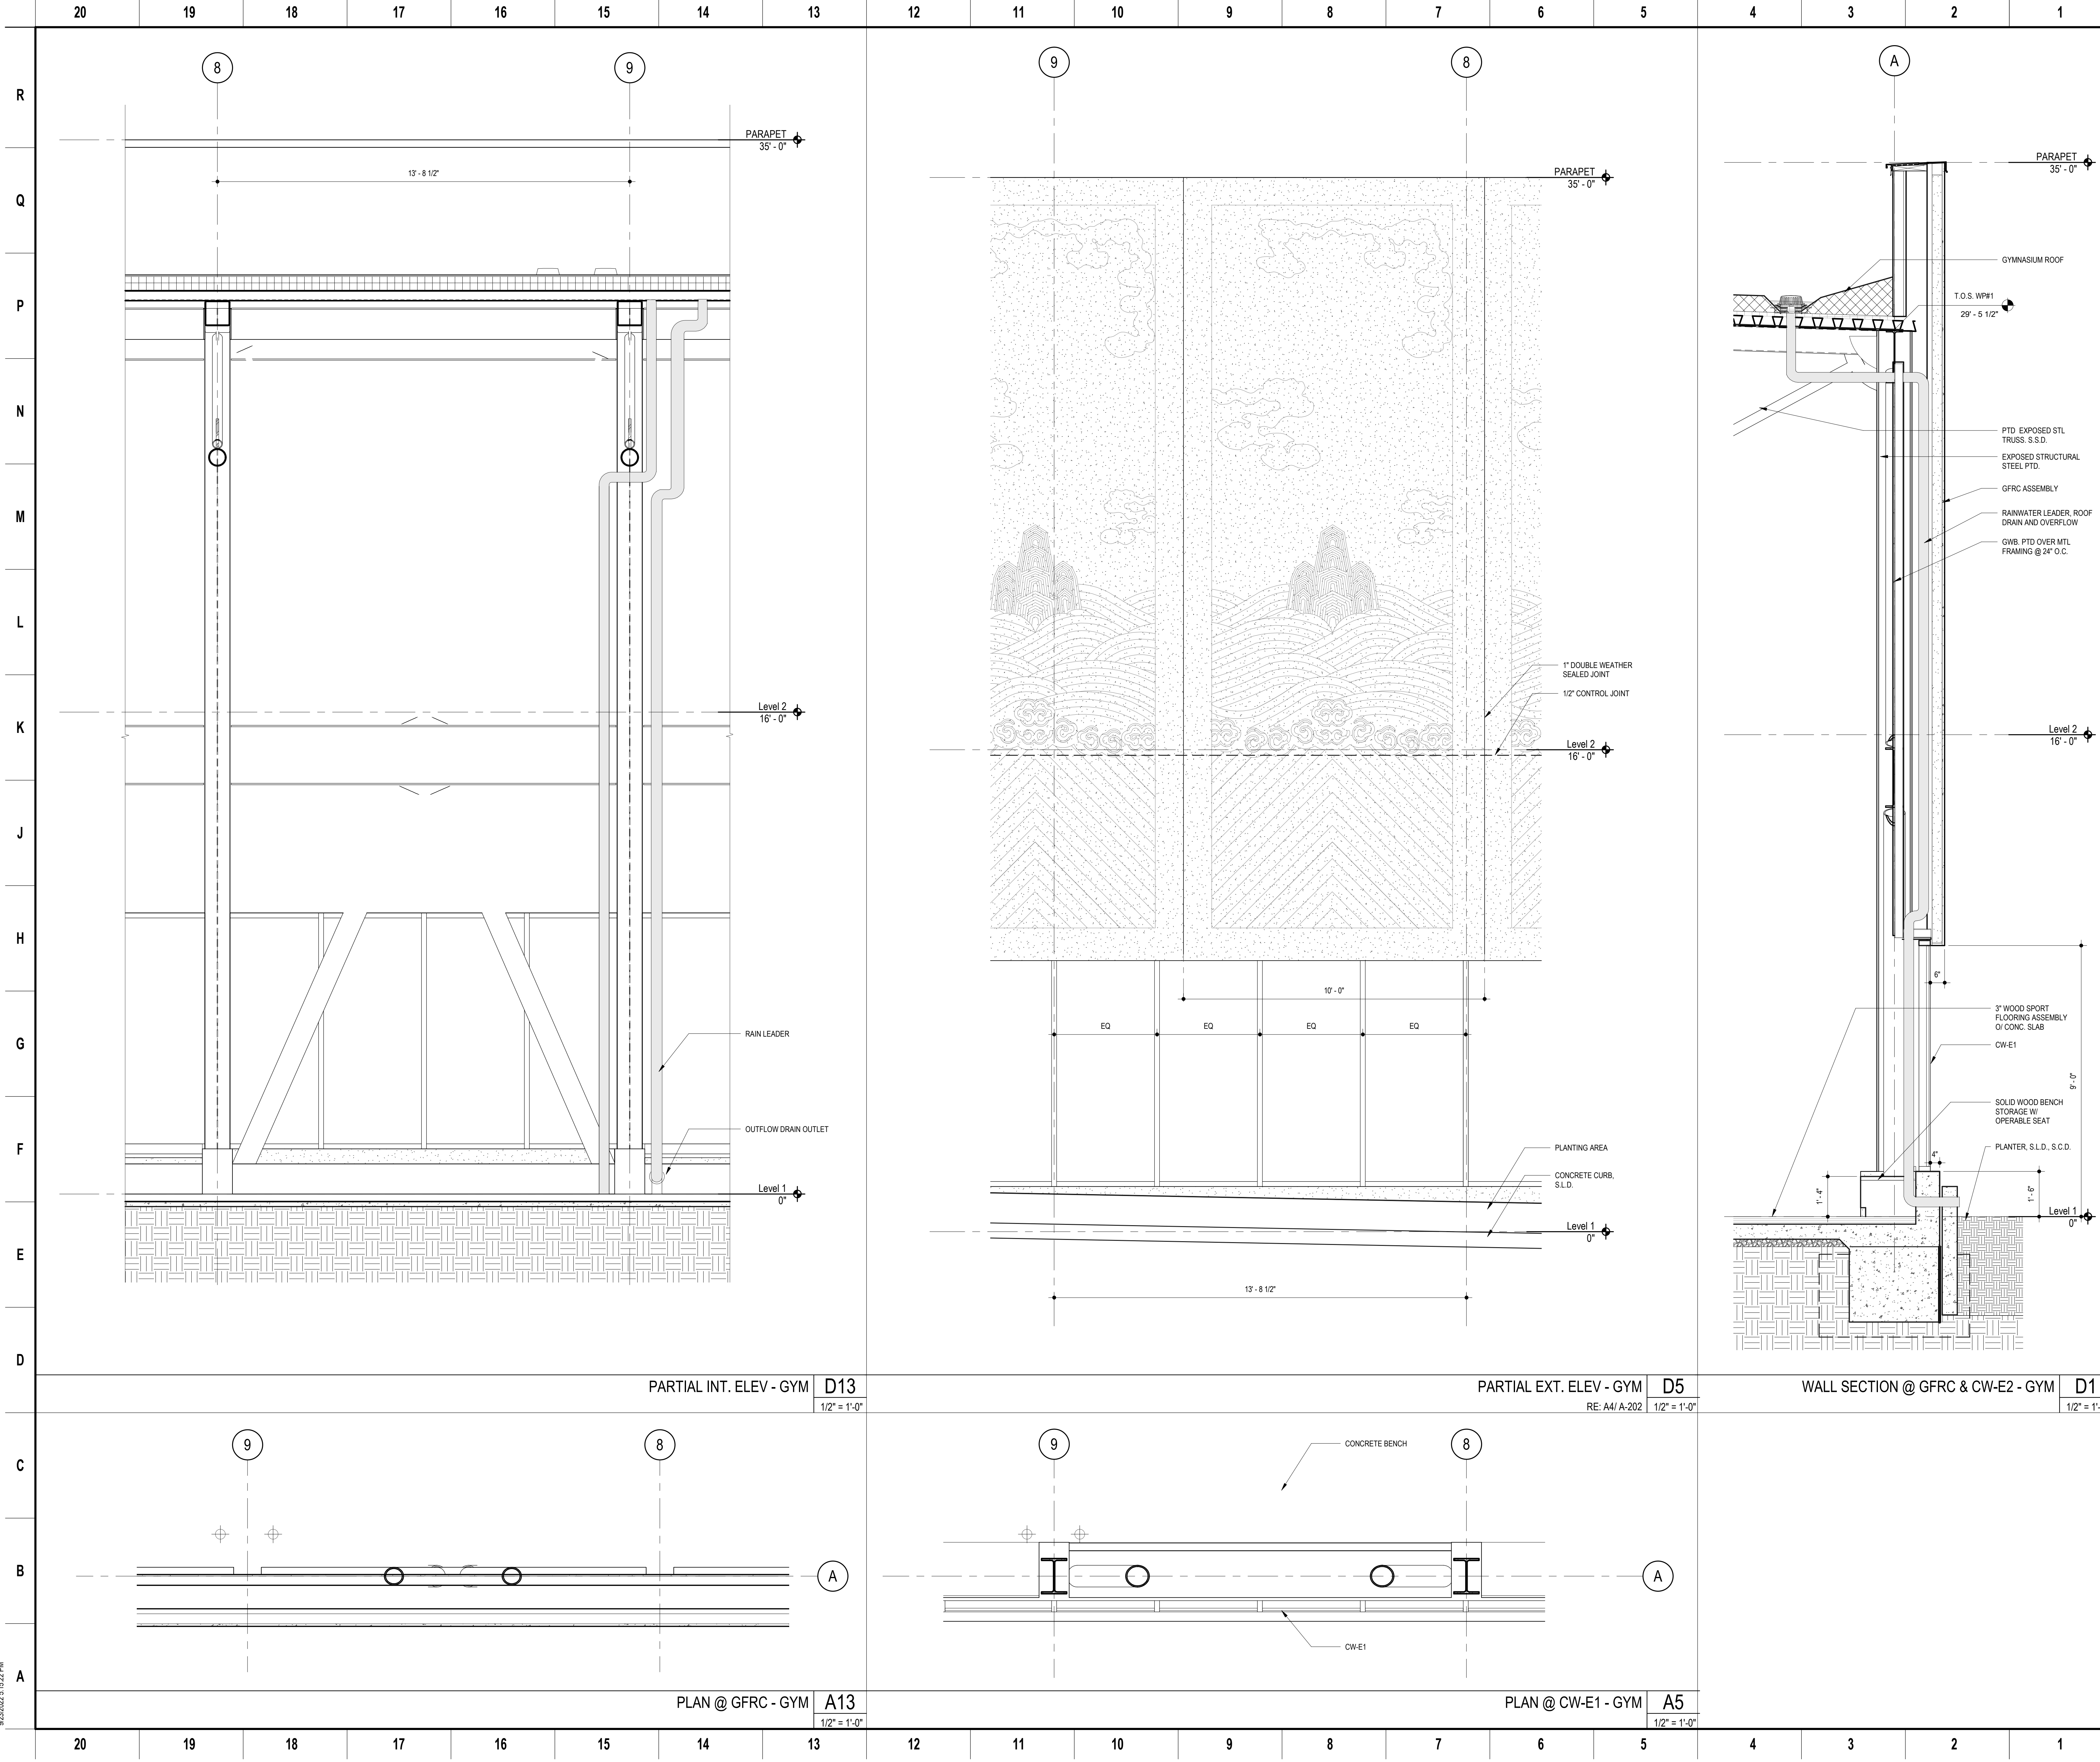 20 19 18 17 16 15 14 13 12 11 10 9 8 7 6 5 4 3 2 1
R
Q
P
N
M
L
K
J
H
G
F
E
D
C
B
A
8
9
PARAPET
35' - 0"
13' - 8 1/2"
Level 2
16' - 0"
RAIN LEADER
OUTFLOW DRAIN OUTLET
Level 1
0"
PARTIAL INT. ELEV - GYM
D13
1/2" = 1'-0"
9
8
PARAPET
35' - 0"
1" DOUBLE WEATHER
SEALED JOINT
1/2" CONTROL JOINT
Level 2
16' - 0"
10' - 0"
EQ
EQ
EQ
EQ
PLANTING AREA
CONCRETE CURB,
S.L.D.
Level 1
0"
13' - 8 1/2"
PARTIAL EXT. ELEV - GYM
D5
RE: A4/ A-202
1/2" = 1'-0"
A
PARAPET
35' - 0"
GYMNASIUM ROOF
T.O.S. WP#1
29' - 5 1/2"
PTD EXPOSED STL
TRUSS. S.S.D.
EXPOSED STRUCTURAL
STEEL PTD.
GFRC ASSEMBLY
RAINWATER LEADER, ROOF
DRAIN AND OVERFLOW
GWB. PTD OVER MTL
FRAMING @ 24" O.C.
Level 2
16' - 0"
6"
3" WOOD SPORT
FLOORING ASSEMBLY
O/ CONC. SLAB
CW-E1
9' - 0"
SOLID WOOD BENCH
STORAGE W/
OPERABLE SEAT
PLANTER, S.L.D., S.C.D.
4"
1' - 4"
1' - 6"
Level 1
0"
WALL SECTION @ GFRC & CW-E2 - GYM
D1
1/2" = 1'-
9
8
A
PLAN @ GFRC - GYM
A13
1/2" = 1'-0"
9
8
CONCRETE BENCH
A
CW-E1
PLAN @ CW-E1 - GYM
A5
1/2" = 1'-0"
20 19 18 17 16 15 14 13 12 11 10 9 8 7 6 5 4 3 2 1